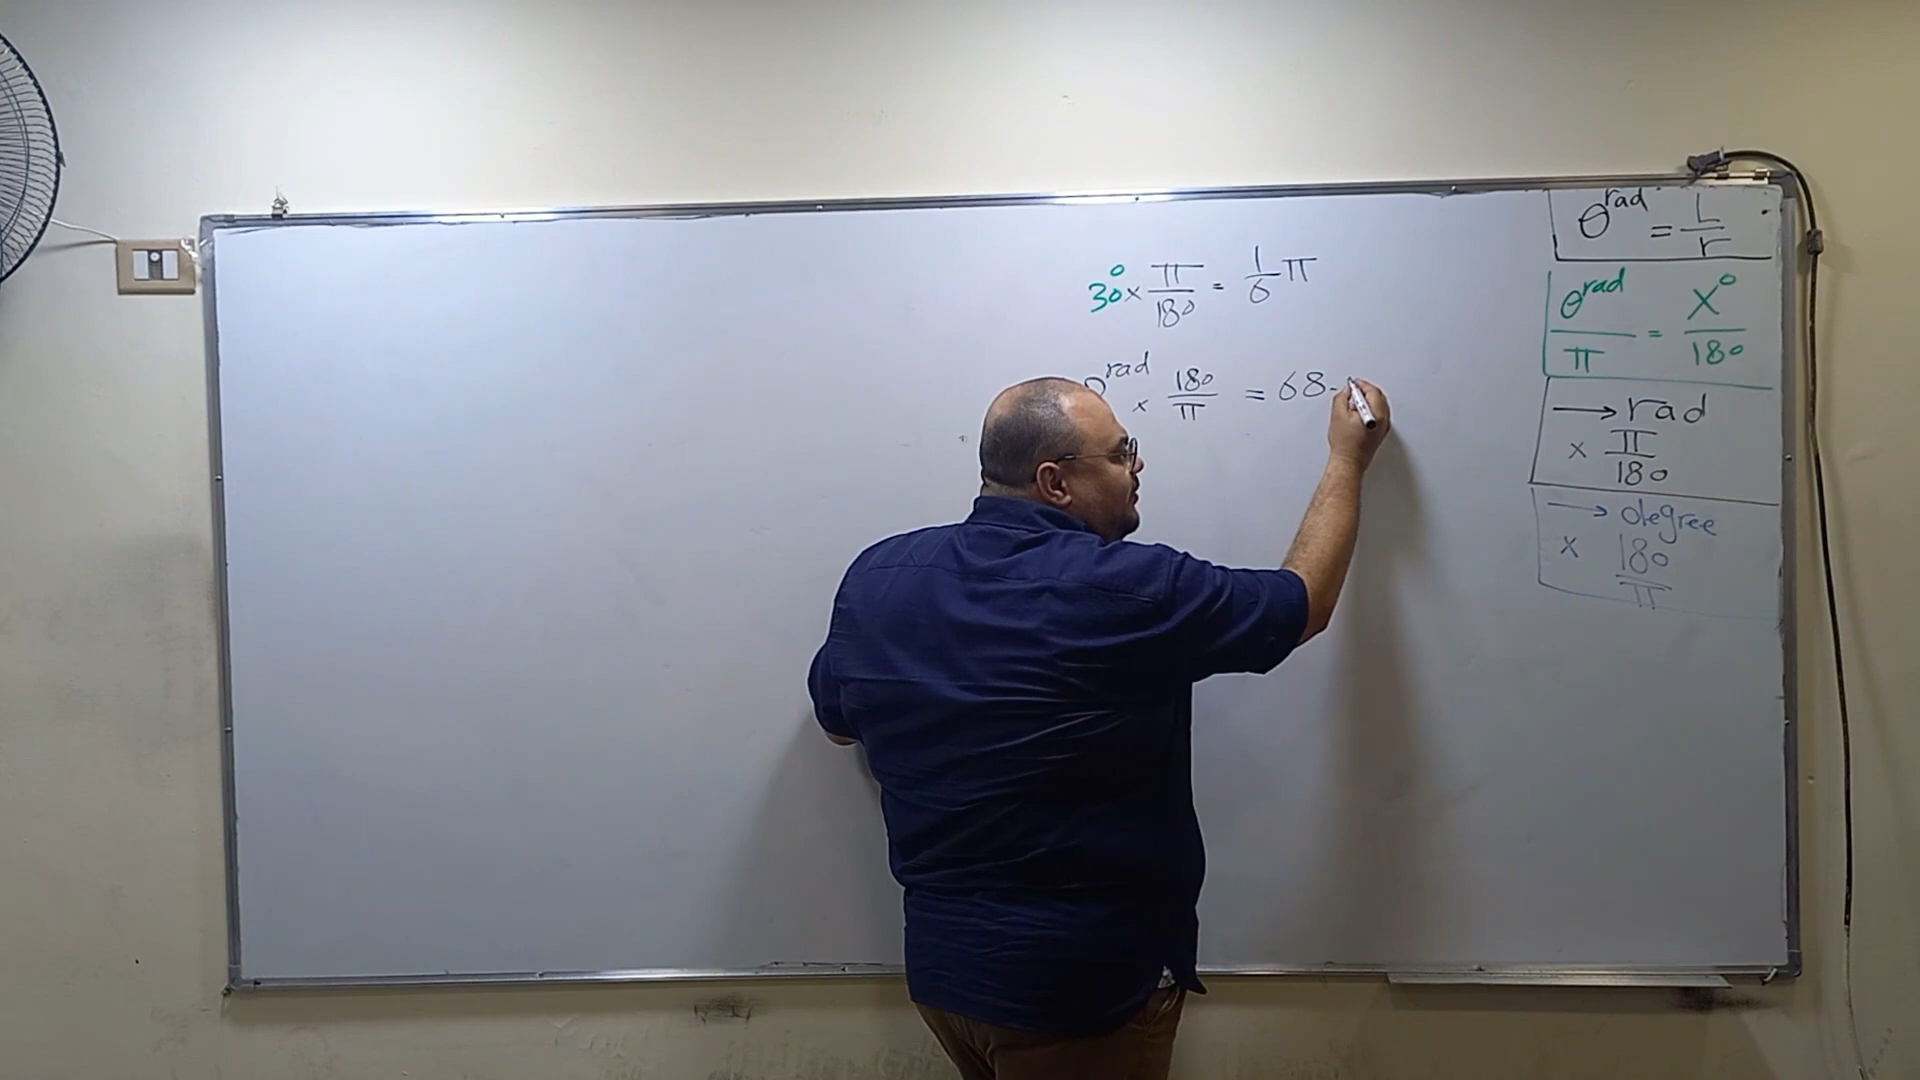 30° × π/180 = 1/6 π
rad × 180/π = 68.
θ^rad = L/r
θ^rad/π = x°/180
→ rad
× π/180
→ degree
× 180/π